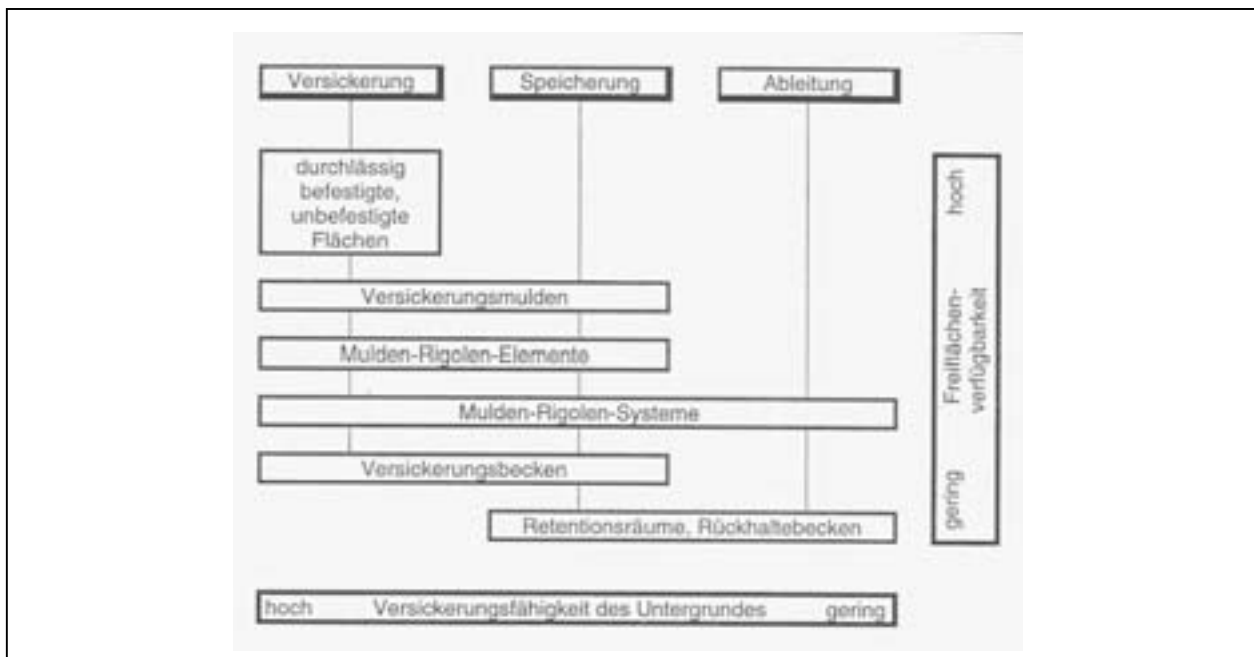 Versickerung Speicherung Ableitung
durchlässig
befestigte,
unbefestigte
Flächen
Versickerungsmulden
Mulden-Rigolen-Elemente
Mulden-Rigolen-Systeme
Versickerungsbecken
Retentionsräume, Rückhaltebecken
hoch Versickerungsfähigkeit des Untergrundes gering
gering Freiflächen- hoch
verfügbarkeit